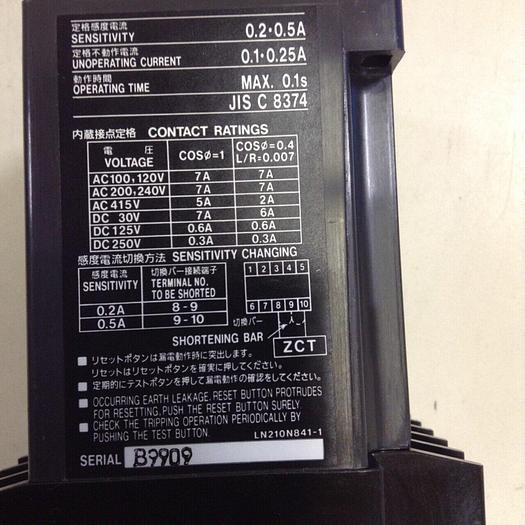 定格感度電流
SENSITIVITY 0.2・0.5A
定格不動作電流
UNOPERATING CURRENT 0.1・0.25A
動作時間
OPERATING TIME MAX. 0.1s
JIS C 8374
内蔵接点定格 CONTACT RATINGS
電圧 VOLTAGE COSØ=1 COSØ=0.4 L/R=0.007
AC100,120V 7A 7A
AC200,240V 7A 7A
AC415V 5A 2A
DC 30V 7A 6A
DC125V 0.6A 0.6A
DC250V 0.3A 0.3A
感度電流切換方法 SENSITIVITY CHANGING
感度電流 切換バー接続端子
SENSITIVITY TERMINAL NO. TO BE SHORTED
0.2A 8-9
0.5A 9-10
1 2 3 4 5
6 7 8 9 10
切換バー
SHORTENING BAR
ZCT
■ リセットボタンは漏電動作時に突出します。
リセットはリセットボタンを確実に押してください。
■ 定期的にテストボタンを押して漏電動作の確認をしてください。
■ OCCURRING EARTH LEAKAGE. RESET BUTTON PROTRUDES
FOR RESETTING. PUSH THE RESET BUTTON SURELY
■ CHECK THE TRIPPING OPERATION PERIODICALLY BY
PUSHING THE TEST BUTTON.
LN210N841-1
SERIAL B9909